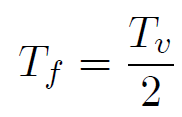 T_f = \frac{T_v}{2}